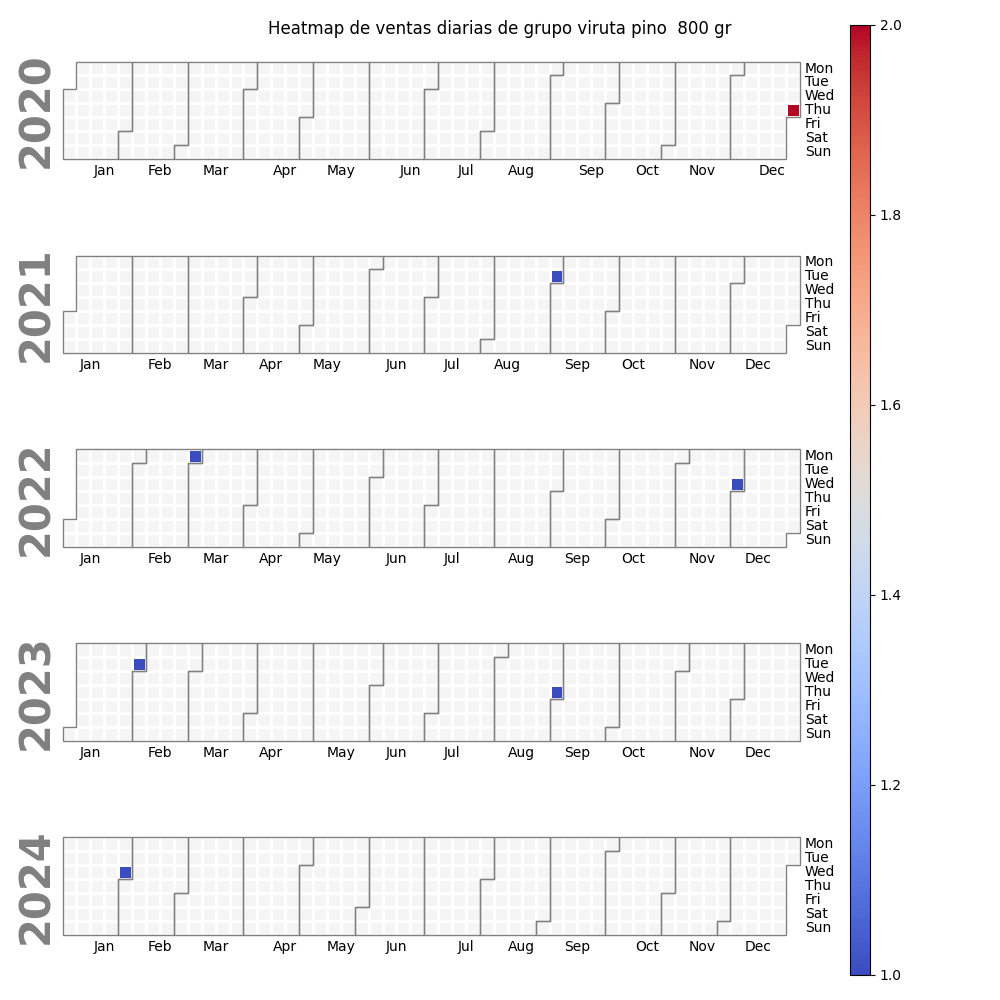 Heatmap de ventas diarias de grupo viruta pino  800 gr
2020
Mon
Tue
Wed
Thu
Fri
Sat
Sun
Jan Feb Mar Apr May Jun Jul Aug Sep Oct Nov Dec
2021
Mon
Tue
Wed
Thu
Fri
Sat
Sun
Jan Feb Mar Apr May Jun Jul Aug Sep Oct Nov Dec
2022
Mon
Tue
Wed
Thu
Fri
Sat
Sun
Jan Feb Mar Apr May Jun Jul Aug Sep Oct Nov Dec
2023
Mon
Tue
Wed
Thu
Fri
Sat
Sun
Jan Feb Mar Apr May Jun Jul Aug Sep Oct Nov Dec
2024
Mon
Tue
Wed
Thu
Fri
Sat
Sun
Jan Feb Mar Apr May Jun Jul Aug Sep Oct Nov Dec
2.0
1.8
1.6
1.4
1.2
1.0